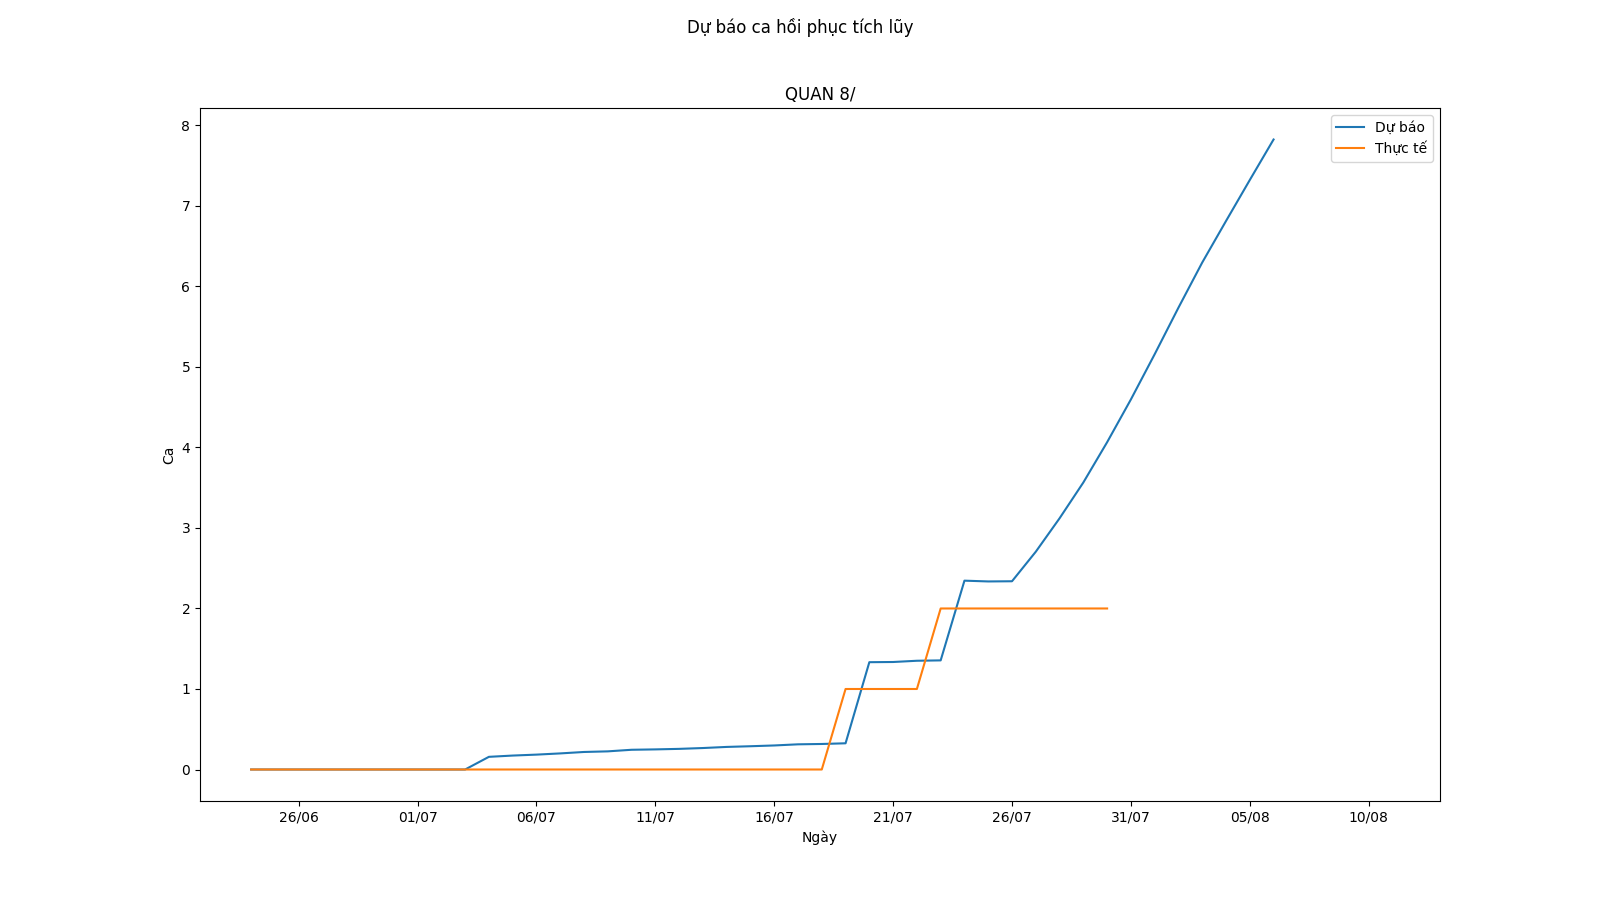 Dự báo ca hồi phục tích lũy
QUAN 8/
Dự báo
Thực tế
8
7
6
5
4
3
2
1
0
Ca
26/06 01/07 06/07 11/07 16/07 21/07 26/07 31/07 05/08 10/08
Ngày